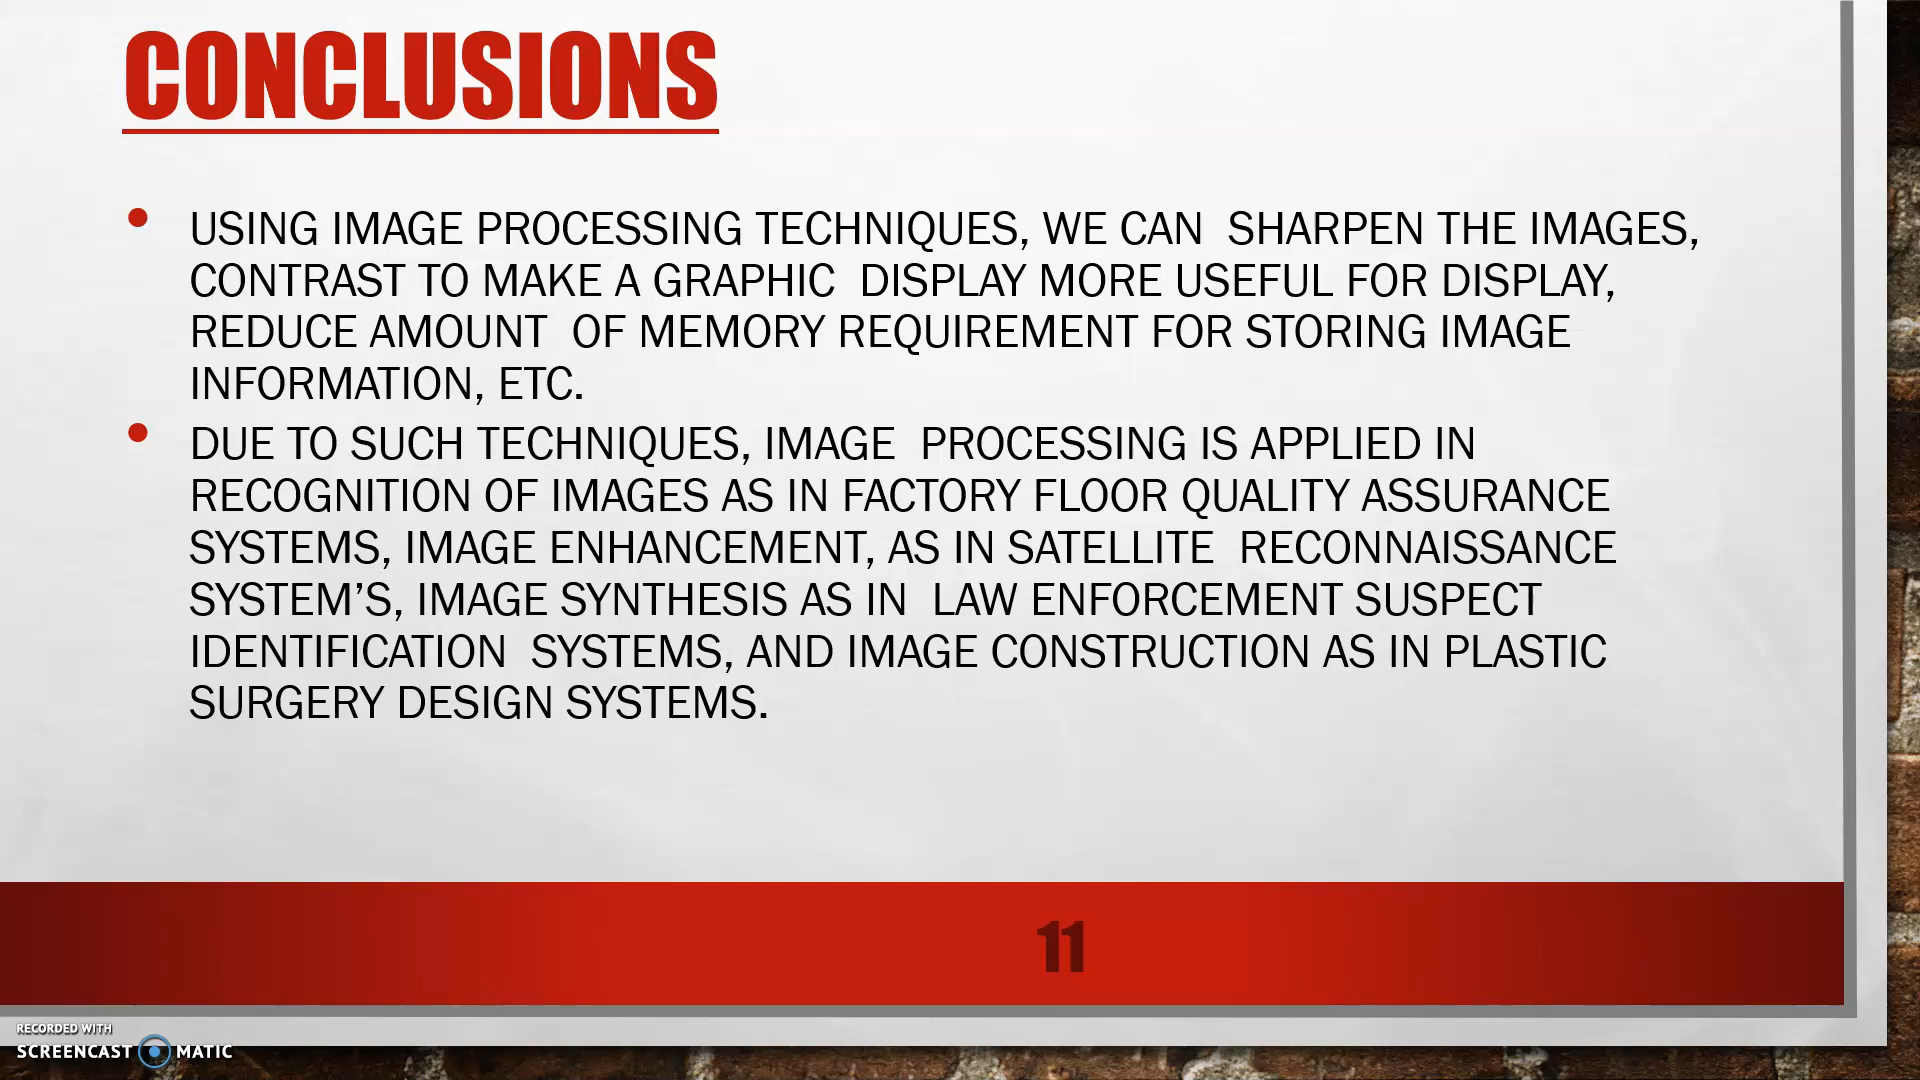 CONCLUSIONS
• USING IMAGE PROCESSING TECHNIQUES, WE CAN SHARPEN THE IMAGES,
CONTRAST TO MAKE A GRAPHIC DISPLAY MORE USEFUL FOR DISPLAY,
REDUCE AMOUNT OF MEMORY REQUIREMENT FOR STORING IMAGE
INFORMATION, ETC.
• DUE TO SUCH TECHNIQUES, IMAGE PROCESSING IS APPLIED IN
RECOGNITION OF IMAGES AS IN FACTORY FLOOR QUALITY ASSURANCE
SYSTEMS, IMAGE ENHANCEMENT, AS IN SATELLITE RECONNAISSANCE
SYSTEM’S, IMAGE SYNTHESIS AS IN LAW ENFORCEMENT SUSPECT
IDENTIFICATION SYSTEMS, AND IMAGE CONSTRUCTION AS IN PLASTIC
SURGERY DESIGN SYSTEMS.
11
RECORDED WITH
SCREENCAST MATIC